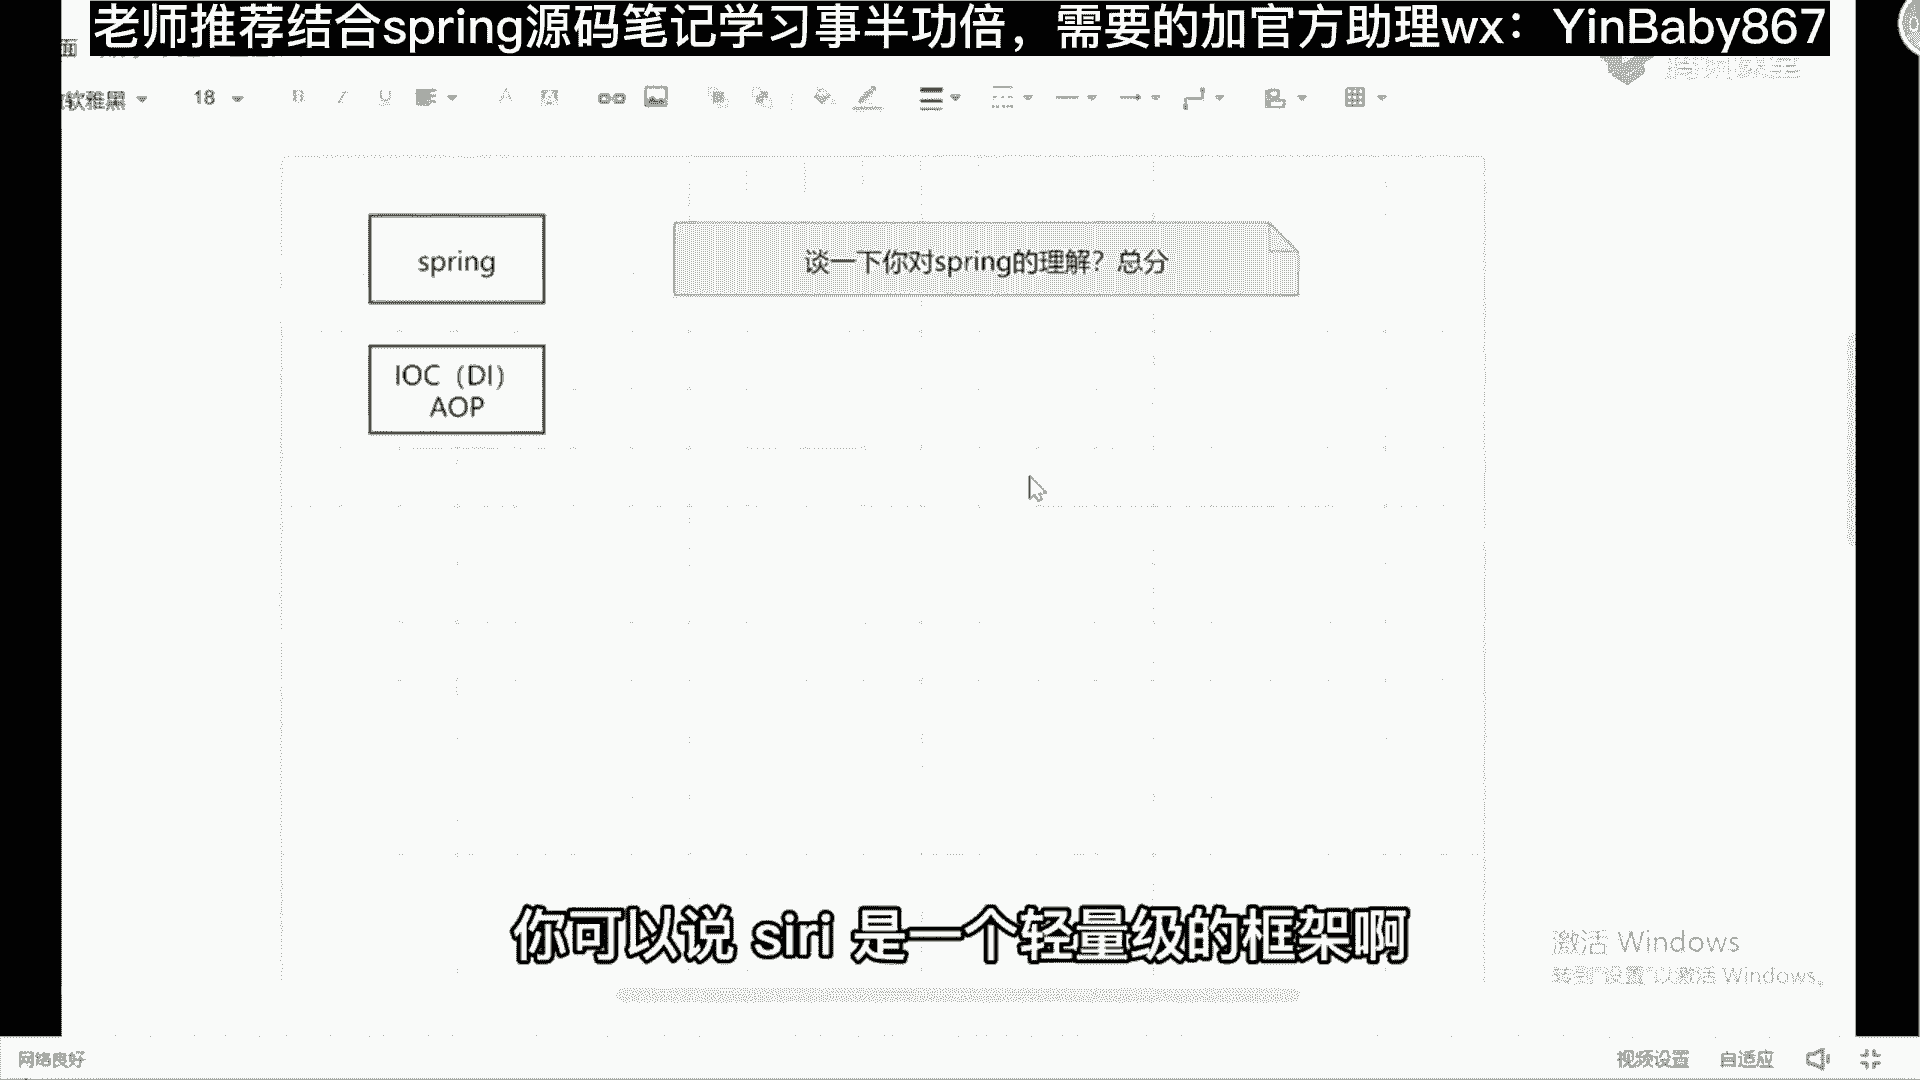 老师推荐结合spring源码笔记学习事半功倍，需要的加官方助理wx：YinBaby867
面
软雅黑
18
spring
谈一下你对spring的理解？总分
IOC（DI）
AOP
你可以说 siri 是一个轻量级的框架啊
激活 Windows
转到"设置"以激活 Windows。
网络良好
视频设置
自适应